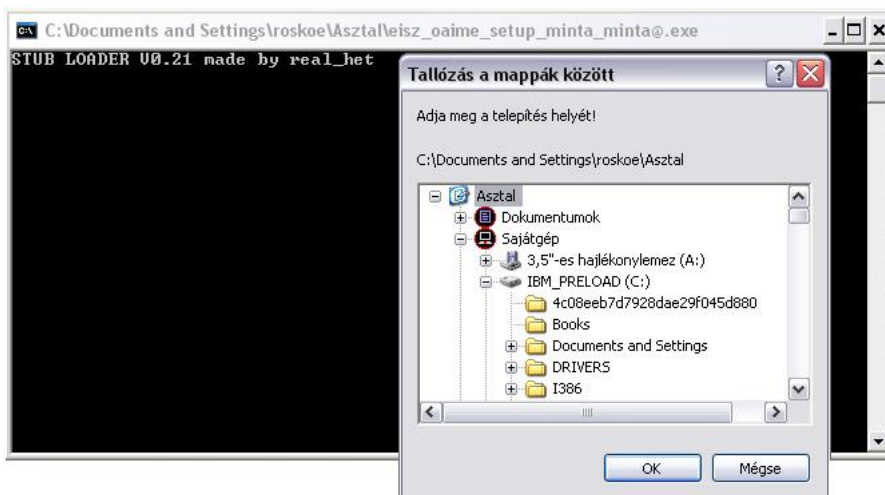 C:\Documents and Settings\roskoe\Asztal\eisz_oaime_setup_minta_minta@.exe
STUB LOADER V0.21 made by real_het
Tallózás a mappák között
Adja meg a telepítés helyét!
C:\Documents and Settings\roskoe\Asztal
Asztal
Dokumentumok
Sajátgép
3,5"-es hajlékonylemez (A:)
IBM_PRELOAD (C:)
4c08eeb7d7928dae29f045d880
Books
Documents and Settings
DRIVERS
I386
OK
Mégse